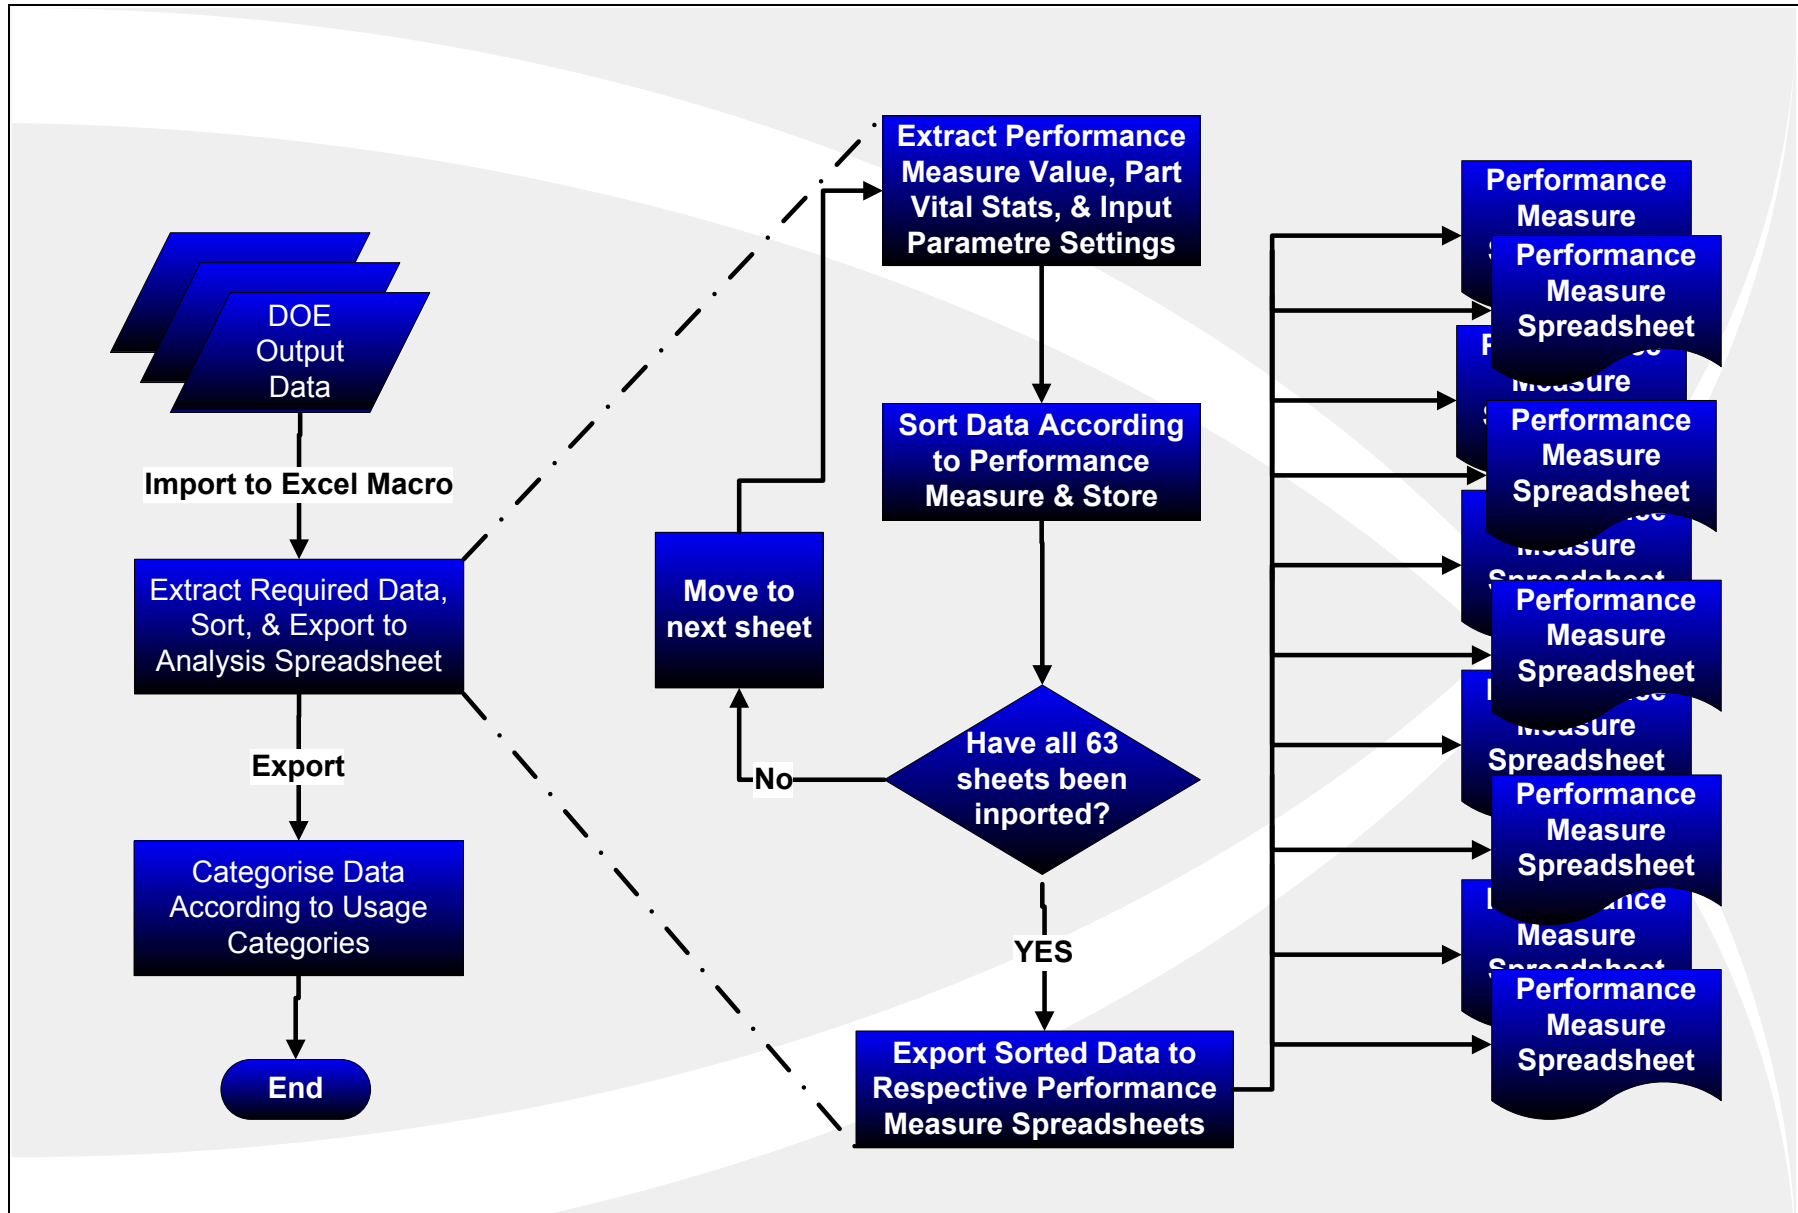 DOE
Output
Data
Import to Excel Macro
Extract Required Data,
Sort, & Export to
Analysis Spreadsheet
Export
Categorise Data
According to Usage
Categories
End
Extract Performance
Measure Value, Part
Vital Stats, & Input
Parametre Settings
Sort Data According
to Performance
Measure & Store
Move to
next sheet
Have all 63
sheets been
inported?
No
YES
Export Sorted Data to
Respective Performance
Measure Spreadsheets
Performance
Measure
Performance
Measure
Spreadsheet
Measure
Performance
Measure
Spreadsheet
Measure
Spreadsheet
Performance
Measure
Spreadsheet
Measure
Spreadsheet
Performance
Measure
Spreadsheet
Measure
Spreadsheet
Performance
Measure
Spreadsheet